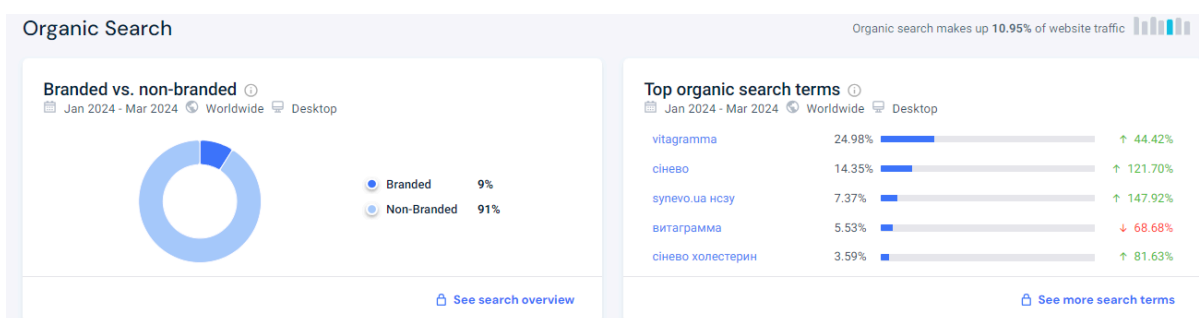 Organic Search
Organic search makes up 10.95% of website traffic
Branded vs. non-branded
Jan 2024 - Mar 2024 Worldwide Desktop
Branded 9%
Non-Branded 91%
See search overview
Top organic search terms
Jan 2024 - Mar 2024 Worldwide Desktop
vitagramma 24.98% ↑ 44.42%
сінево 14.35% ↑ 121.70%
synevo.ua нсзу 7.37% ↑ 147.92%
витаграмма 5.53% ↓ 68.68%
сінево холестерин 3.59% ↑ 81.63%
See more search terms